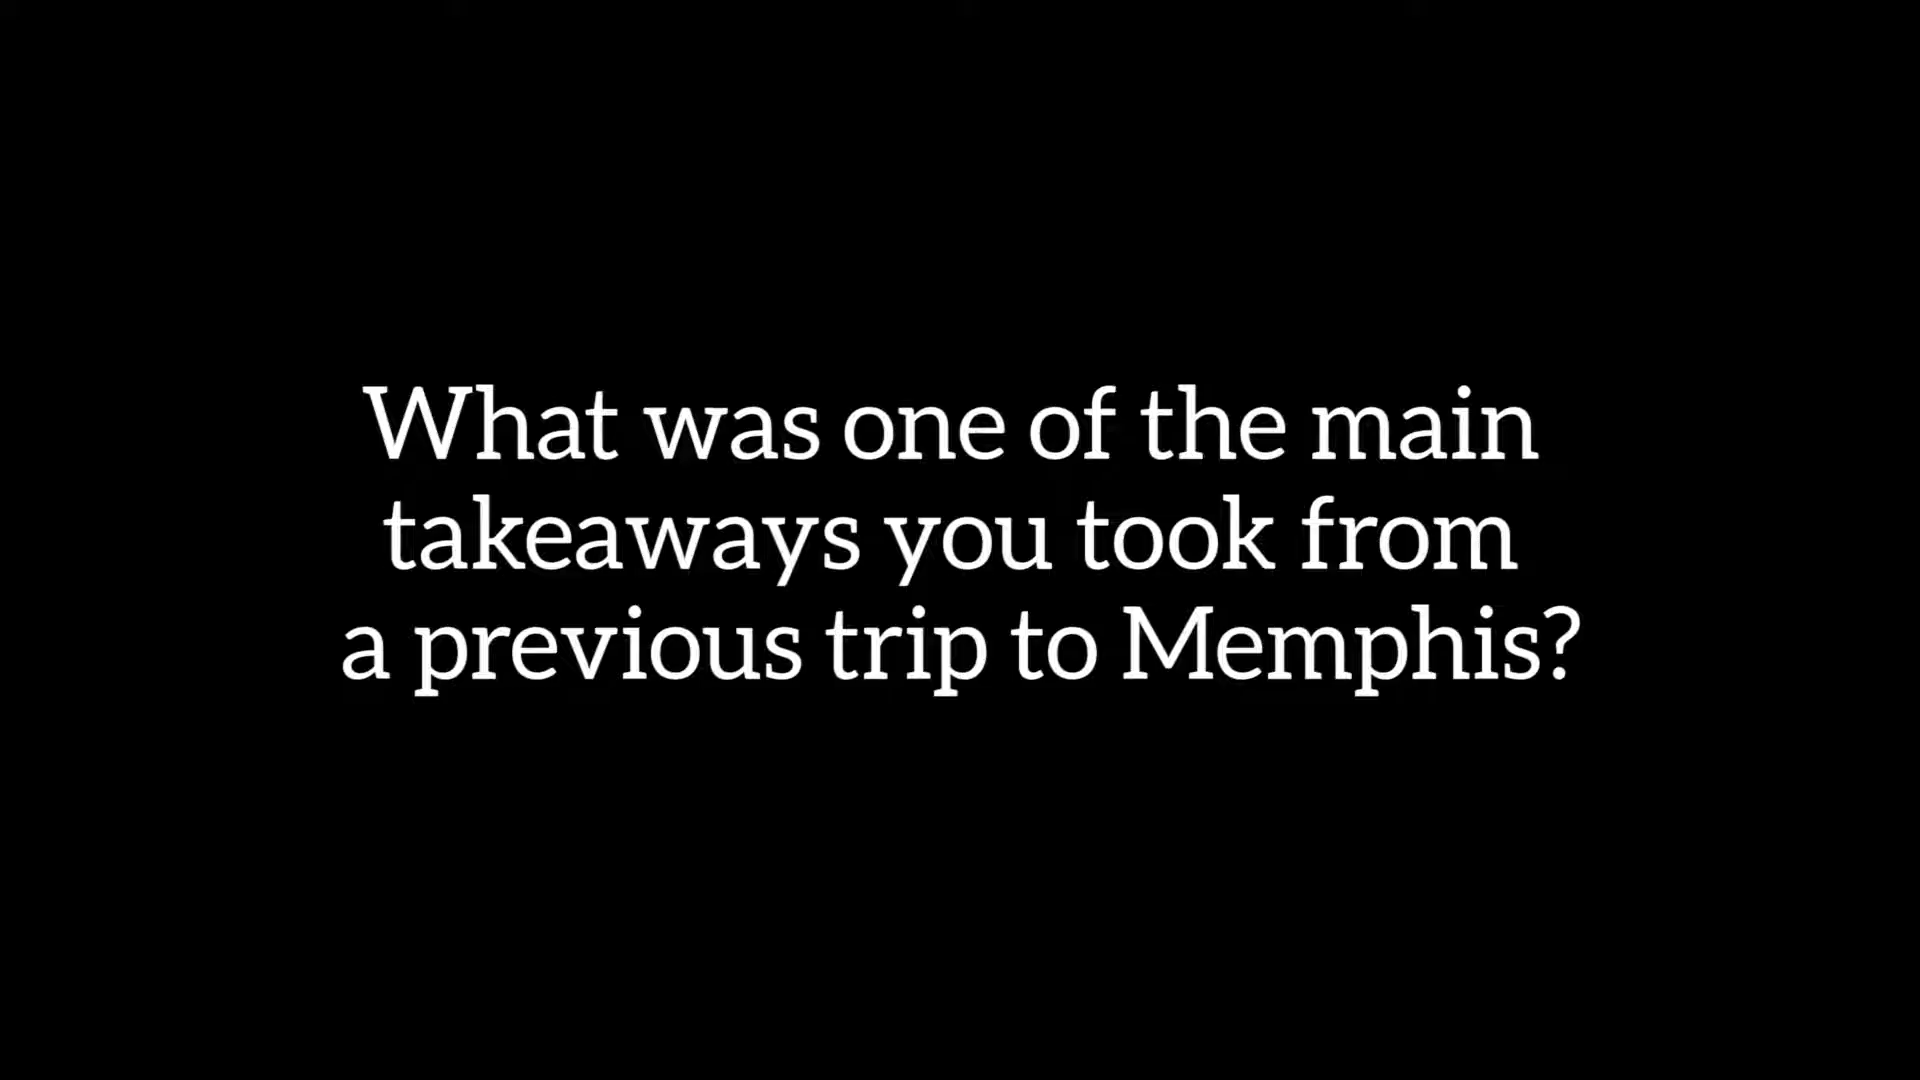 What was one of the main
takeaways you took from
a previous trip to Memphis?